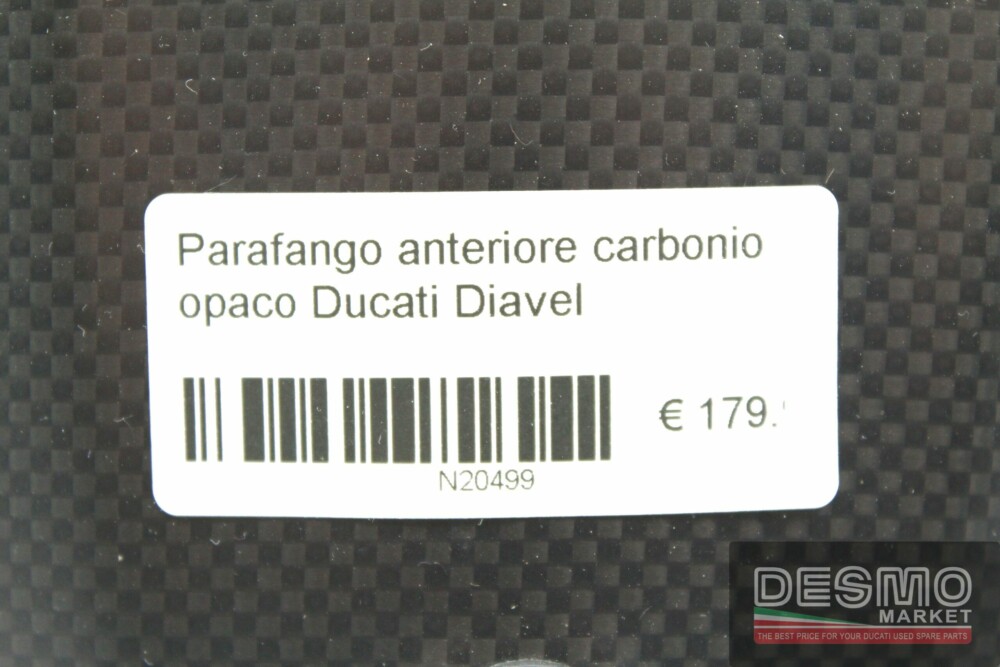 Parafango anteriore carbonio
opaco Ducati Diavel
€ 179.
N20499
DESMO
MARKET
THE BEST PRICE FOR YOUR DUCATI USED SPARE PARTS